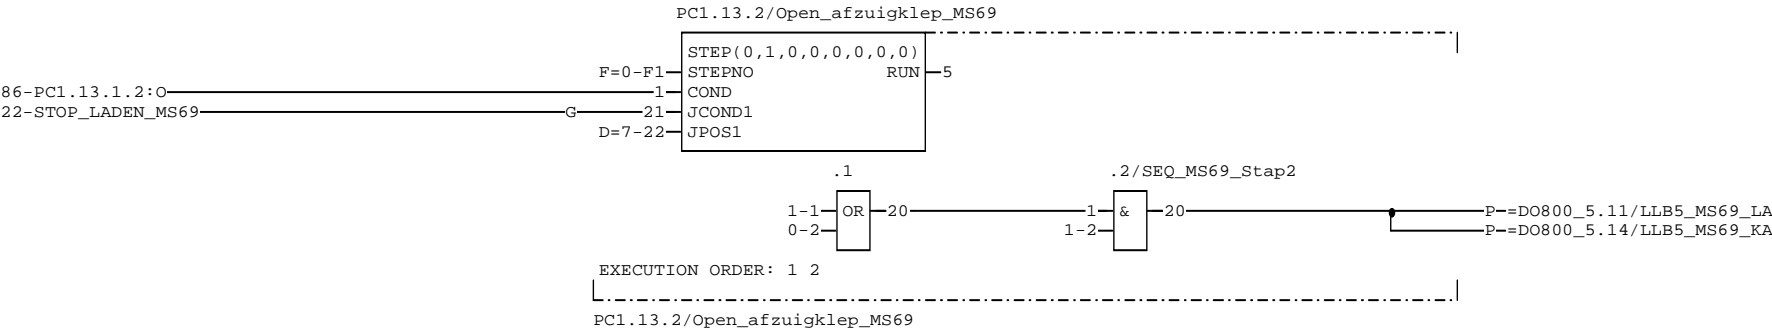 PC1.13.2/Open_afzuigklep_MS69
STEP(0,1,0,0,0,0,0,0)
F=0-F1 STEPNO RUN 5
86-PC1.13.1.2:O 1 COND
22-STOP_LADEN_MS69 G 21 JCOND1
D=7-22 JPOS1
.1 .2/SEQ_MS69_Stap2
1-1 OR 20 1 & 20 P-=DO800_5.11/LLB5_MS69_LA
0-2 1-2 P-=DO800_5.14/LLB5_MS69_KA
EXECUTION ORDER: 1 2
PC1.13.2/Open_afzuigklep_MS69